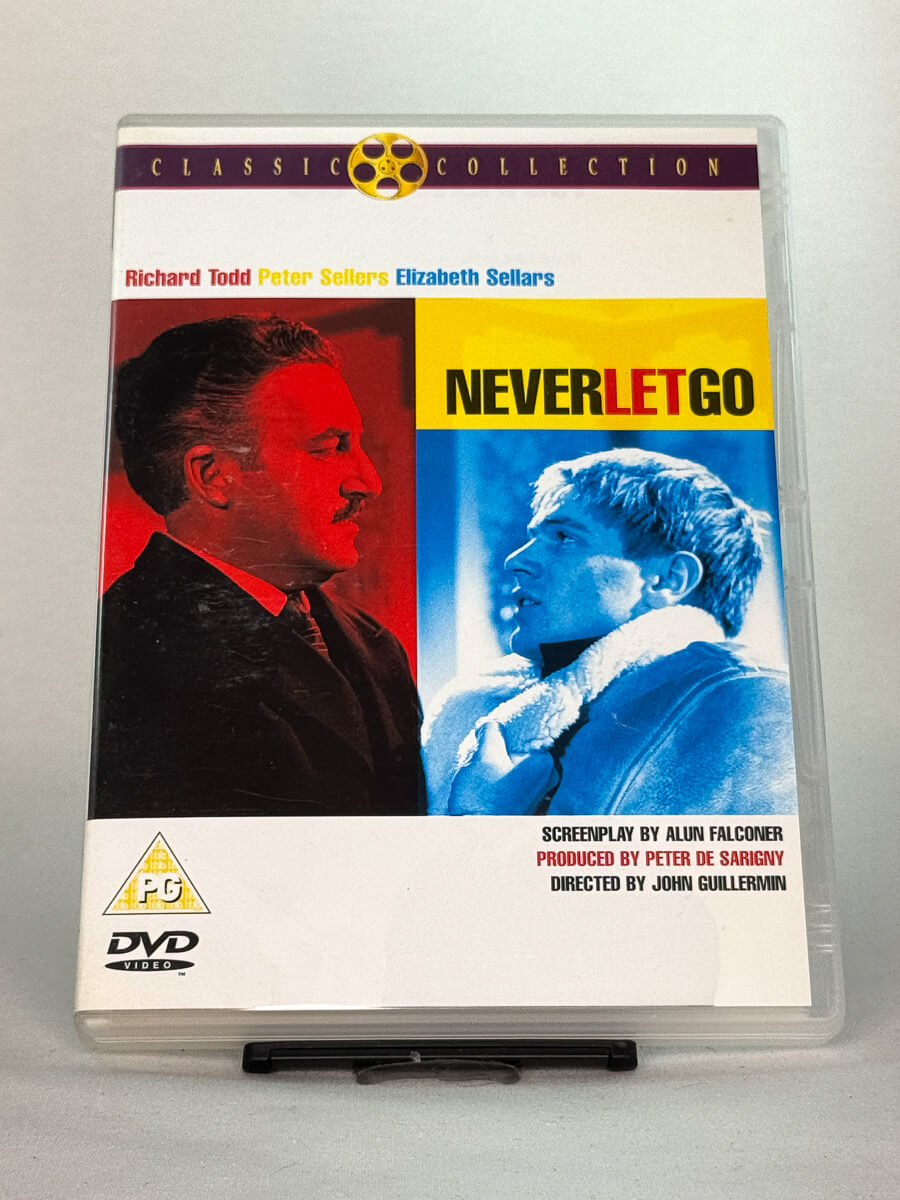 CLASSIC COLLECTION
Richard Todd Peter Sellers Elizabeth Sellars
NEVERLETGO
SCREENPLAY BY ALUN FALCONER
PRODUCED BY PETER DE SARIGNY
DIRECTED BY JOHN GUILLERMIN
PG
DVD
VIDEO
TM